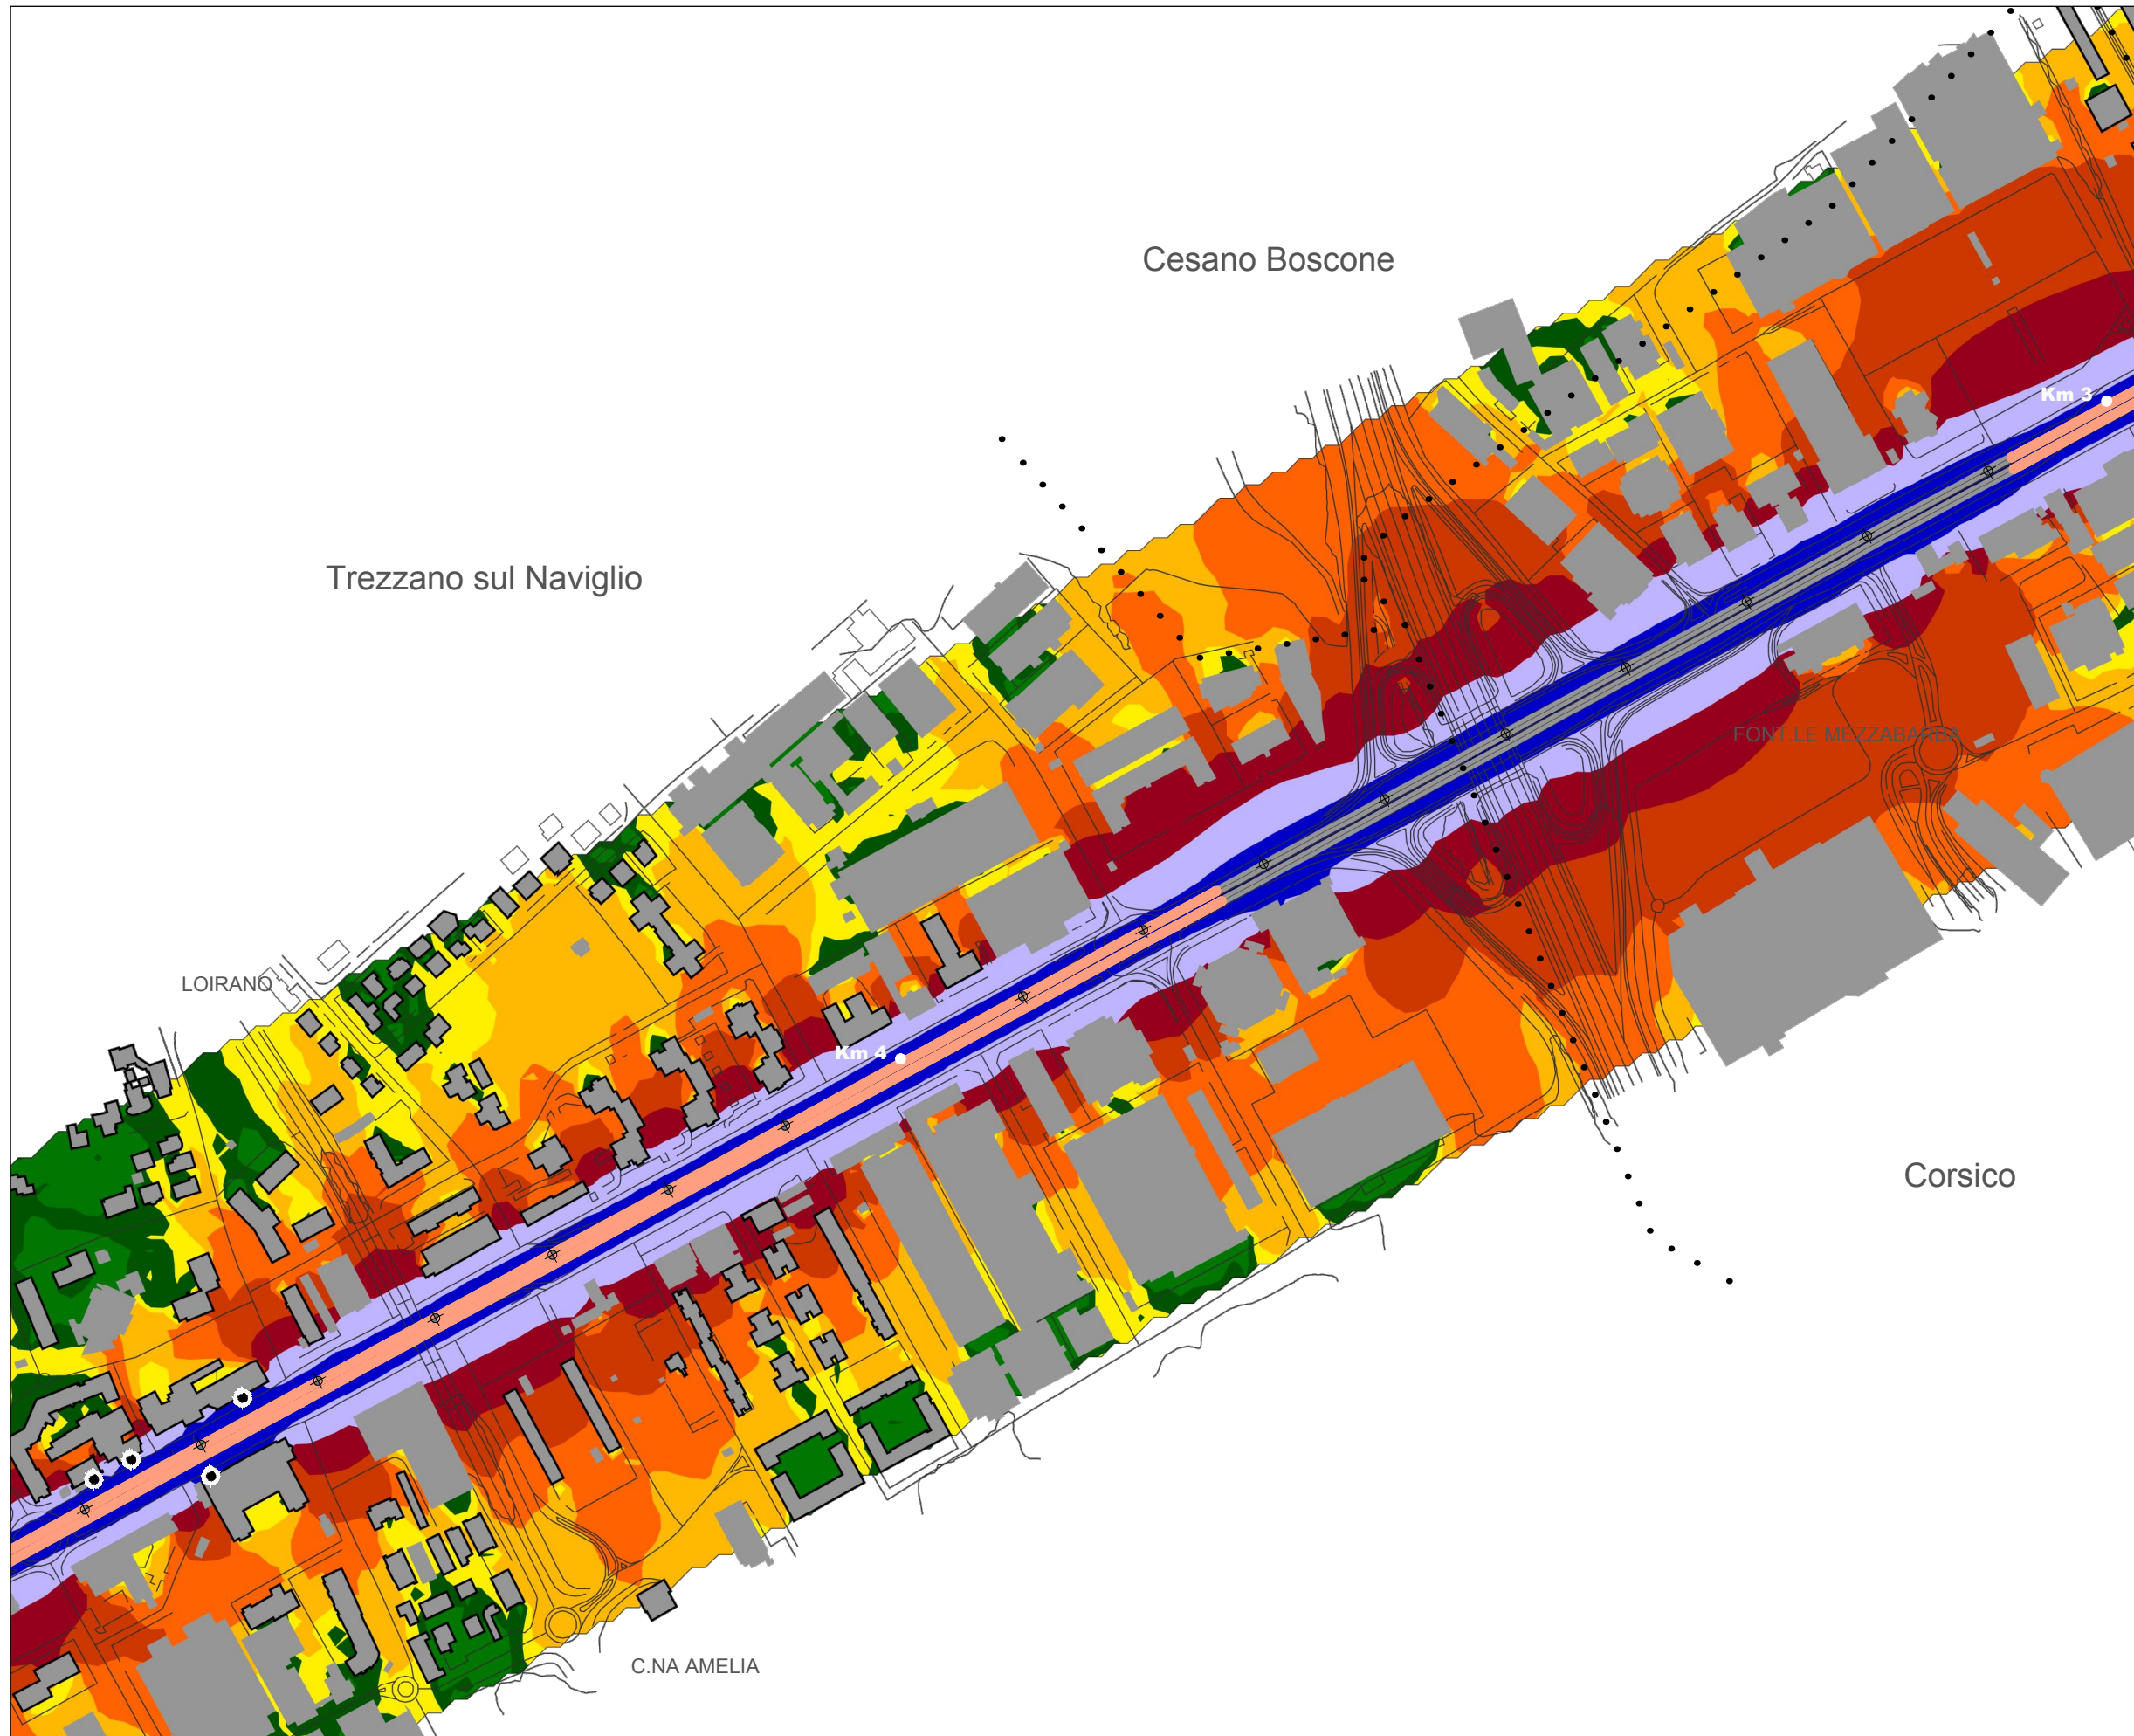 Cesano Boscone
Km 3
Trezzano sul Naviglio
FONT.LE MEZZABARBA
LOIRANO
Km 4
Corsico
C.NA AMELIA